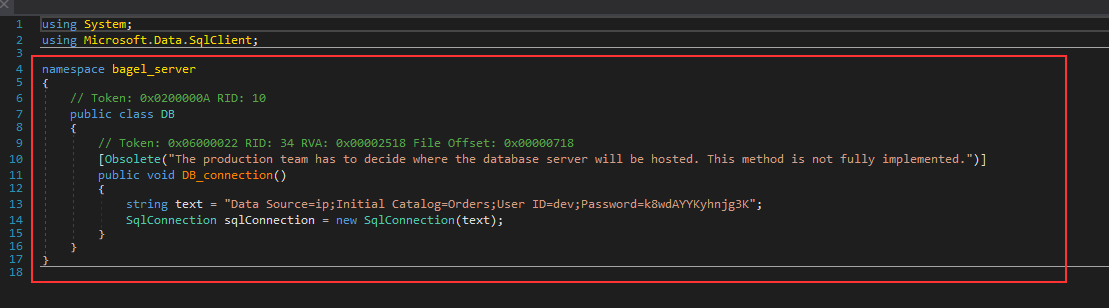 1 using System;
2 using Microsoft.Data.SqlClient;
3
4 namespace bagel_server
5 {
6 // Token: 0x0200000A RID: 10
7 public class DB
8 {
9 // Token: 0x06000022 RID: 34 RVA: 0x00002518 File Offset: 0x00000718
10 [Obsolete("The production team has to decide where the database server will be hosted. This method is not fully implemented.")]
11 public void DB_connection()
12 {
13 string text = "Data Source=ip;Initial Catalog=Orders;User ID=dev;Password=k8wdAYYKyhnjg3K";
14 SqlConnection sqlConnection = new SqlConnection(text);
15 }
16 }
17 }
18